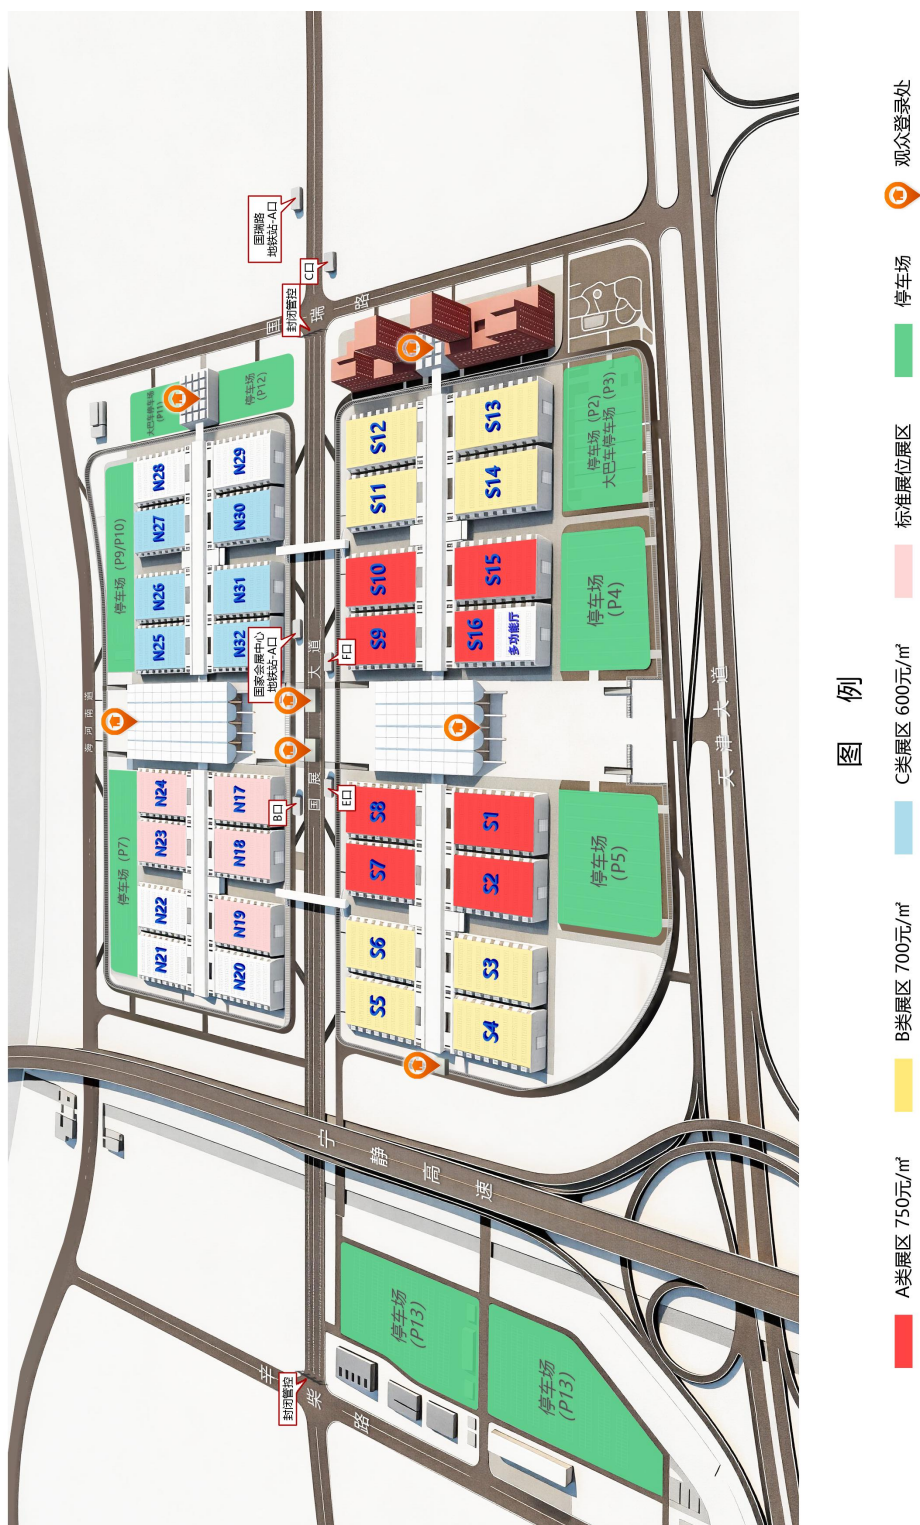 海河南道
停车场（P7）
停车场（P9/P10）
大巴车停车场
（P11）
停车场
（P12）
N21
N22
N23
N24
N25
N26
N27
N28
N20
N19
N18
N17
N32
N31
N30
N29
国瑞路
地铁站-A口
C口
封闭管控
国瑞路
国家会展中心
地铁站-A口
B口
E口
F口
国展大道
S5
S6
S7
S8
S9
S10
S11
S12
S4
S3
S2
S1
S16
多功能厅
S15
S14
S13
停车场
（P5）
停车场
（P4）
停车场（P2）
大巴车停车场（P3）
天津大道
宁静高速
辛柴路
封闭管控
停车场
（P13）
停车场
（P13）
图 例
A类展区 750元/㎡
B类展区 700元/㎡
C类展区 600元/㎡
标准展位展区
停车场
观众登录处